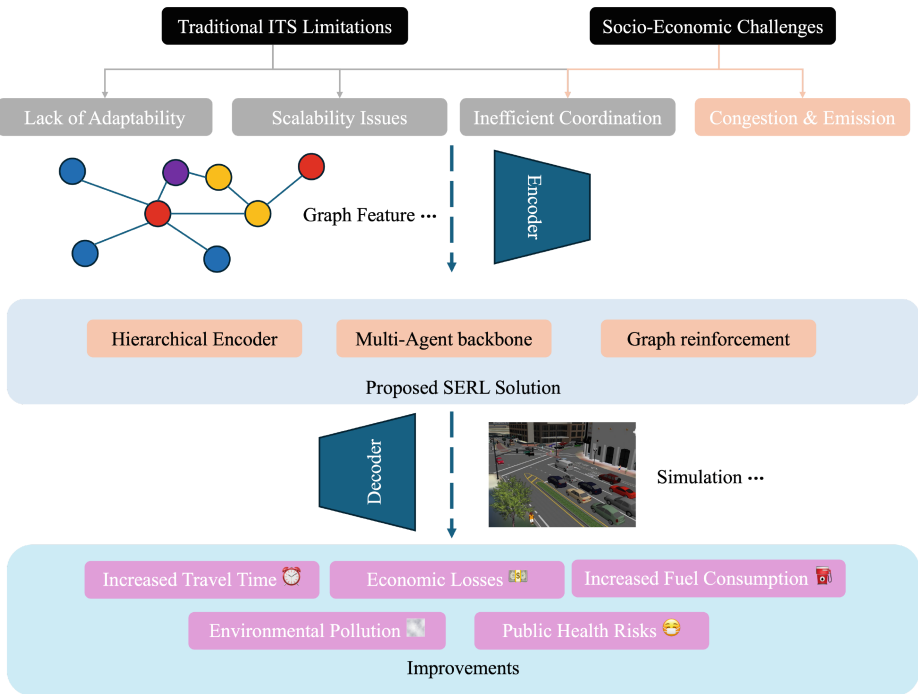 Traditional ITS Limitations
Socio-Economic Challenges
Lack of Adaptability
Scalability Issues
Inefficient Coordination
Congestion & Emission
Graph Feature ...
Encoder
Hierarchical Encoder
Multi-Agent backbone
Graph reinforcement
Proposed SERL Solution
Decoder
Simulation ...
Increased Travel Time
Economic Losses
Increased Fuel Consumption
Environmental Pollution
Public Health Risks
Improvements